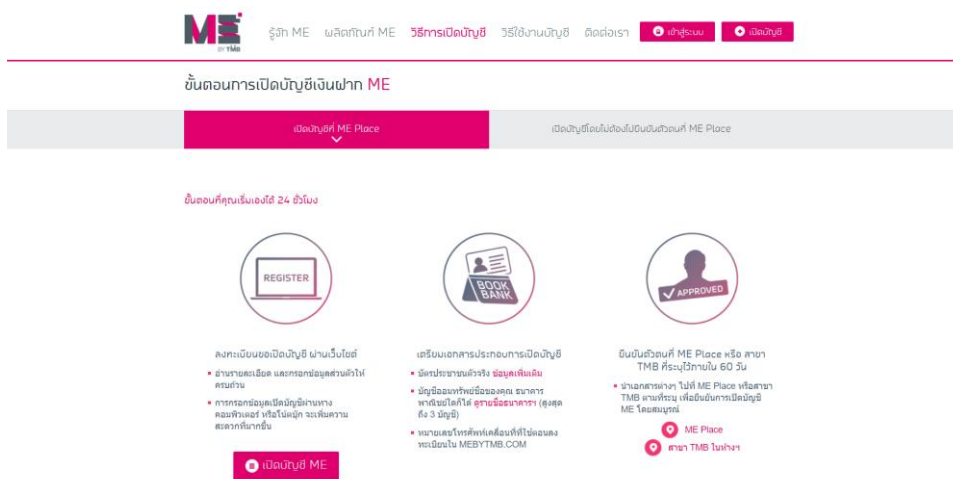 ME
BY TMB
รู้จัก ME ผลิตภัณฑ์ ME วิธีการเปิดบัญชี วิธีใช้งานบัญชี ติดต่อเรา เข้าสู่ระบบ เปิดบัญชี
ขั้นตอนการเปิดบัญชีเงินฝาก ME
เปิดบัญชีที่ ME Place เปิดบัญชีโดยไม่ต้องไปยืนยันตัวตนที่ ME Place
ขั้นตอนที่คุณเริ่มเองได้ 24 ชั่วโมง
REGISTER
BOOK
BANK
APPROVED
ลงทะเบียนขอเปิดบัญชี ผ่านเว็บไซต์
อ่านรายละเอียด และกรอกข้อมูลส่วนตัวให้
ครบถ้วน
การกรอกข้อมูลเปิดบัญชีผ่านทาง
คอมพิวเตอร์ หรือโน้ตบุ๊ก จะเพิ่มความ
สะดวกที่มากขึ้น
เปิดบัญชี ME
เตรียมเอกสารประกอบการเปิดบัญชี
บัตรประชาชนตัวจริง ข้อมูลเพิ่มเติม
บัญชีออมทรัพย์ชื่อของคุณ ธนาคาร
พาณิชย์ใดก็ได้ ดูรายชื่อธนาคารฯ (สูงสุด
ถึง 3 บัญชี)
หมายเลขโทรศัพท์เคลื่อนที่ที่ใช้ตอนลง
ทะเบียนใน MEBYTMB.COM
ยืนยันตัวตนที่ ME Place หรือ สาขา
TMB ที่ระบุไว้ภายใน 60 วัน
นำเอกสารต่างๆ ไปที่ ME Place หรือสาขา
TMB ตามที่ระบุ เพื่อยืนยันการเปิดบัญชี
ME โดยสมบูรณ์
ME Place
สาขา TMB ในห้างฯ